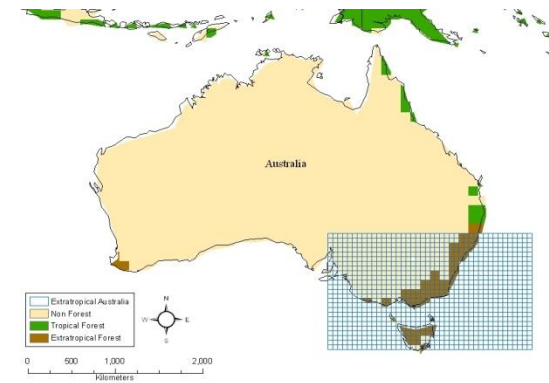 Australia
Extratropical Australia
Non Forest
Tropical Forest
Extratropical Forest
N
W E
S
0 500 1,000 2,000
Kilometers